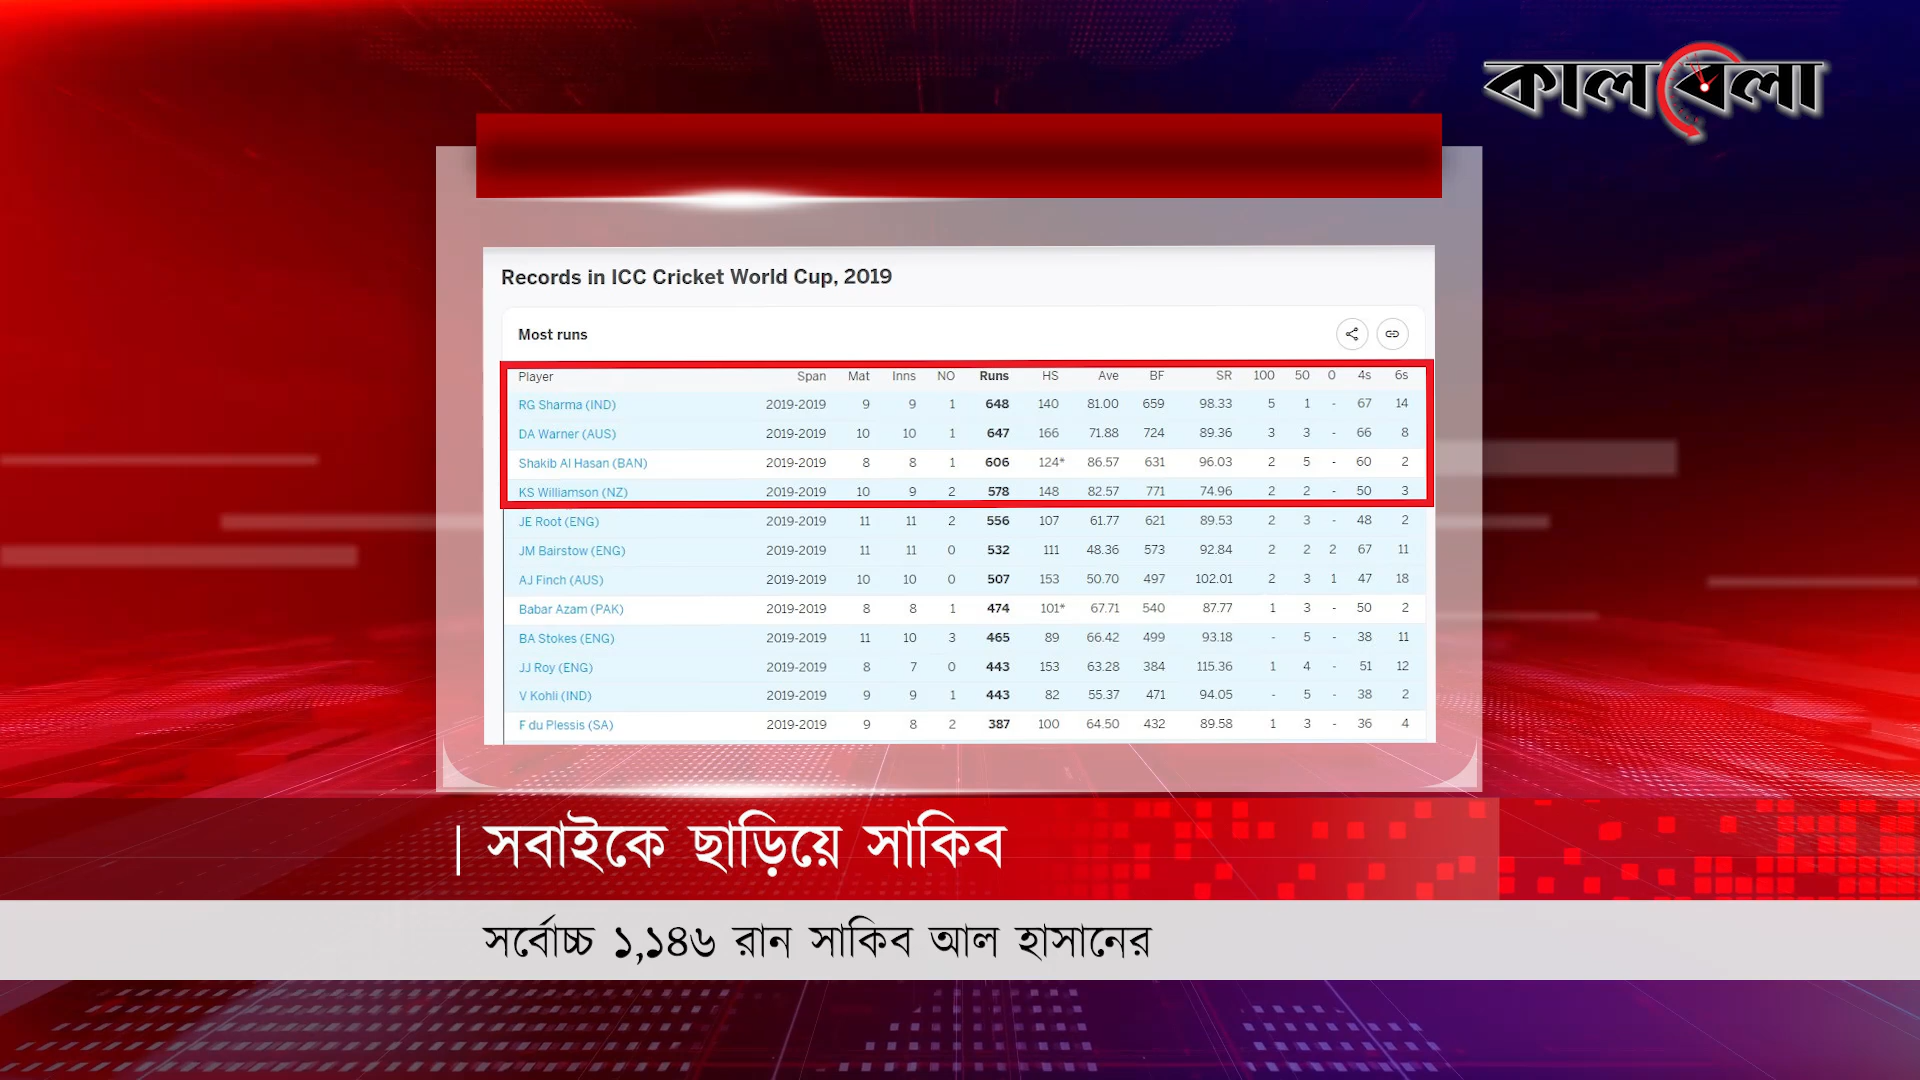 কালবেলা
Records in ICC Cricket World Cup, 2019
Most runs
Player Span Mat Inns NO Runs HS Ave BF SR 100 50 0 4s 6s
RG Sharma (IND) 2019-2019 9 9 1 648 140 81.00 659 98.33 5 1 - 67 14
DA Warner (AUS) 2019-2019 10 10 1 647 166 71.88 724 89.36 3 3 - 66 8
Shakib Al Hasan (BAN) 2019-2019 8 8 1 606 124* 86.57 631 96.03 2 5 - 60 2
KS Williamson (NZ) 2019-2019 10 9 2 578 148 82.57 771 74.96 2 2 - 50 3
JE Root (ENG) 2019-2019 11 11 2 556 107 61.77 621 89.53 2 3 - 48 2
JM Bairstow (ENG) 2019-2019 11 11 0 532 111 48.36 573 92.84 2 2 2 67 11
AJ Finch (AUS) 2019-2019 10 10 0 507 153 50.70 497 102.01 2 3 1 47 18
Babar Azam (PAK) 2019-2019 8 8 1 474 101* 67.71 540 87.77 1 3 - 50 2
BA Stokes (ENG) 2019-2019 11 10 3 465 89 66.42 499 93.18 - 5 - 38 11
JJ Roy (ENG) 2019-2019 8 7 0 443 153 63.28 384 115.36 1 4 - 51 12
V Kohli (IND) 2019-2019 9 9 1 443 82 55.37 471 94.05 - 5 - 38 2
F du Plessis (SA) 2019-2019 9 8 2 387 100 64.50 432 89.58 1 3 - 36 4
| সবাইকে ছাড়িয়ে সাকিব
সর্বোচ্চ ১,১৪৬ রান সাকিব আল হাসানের